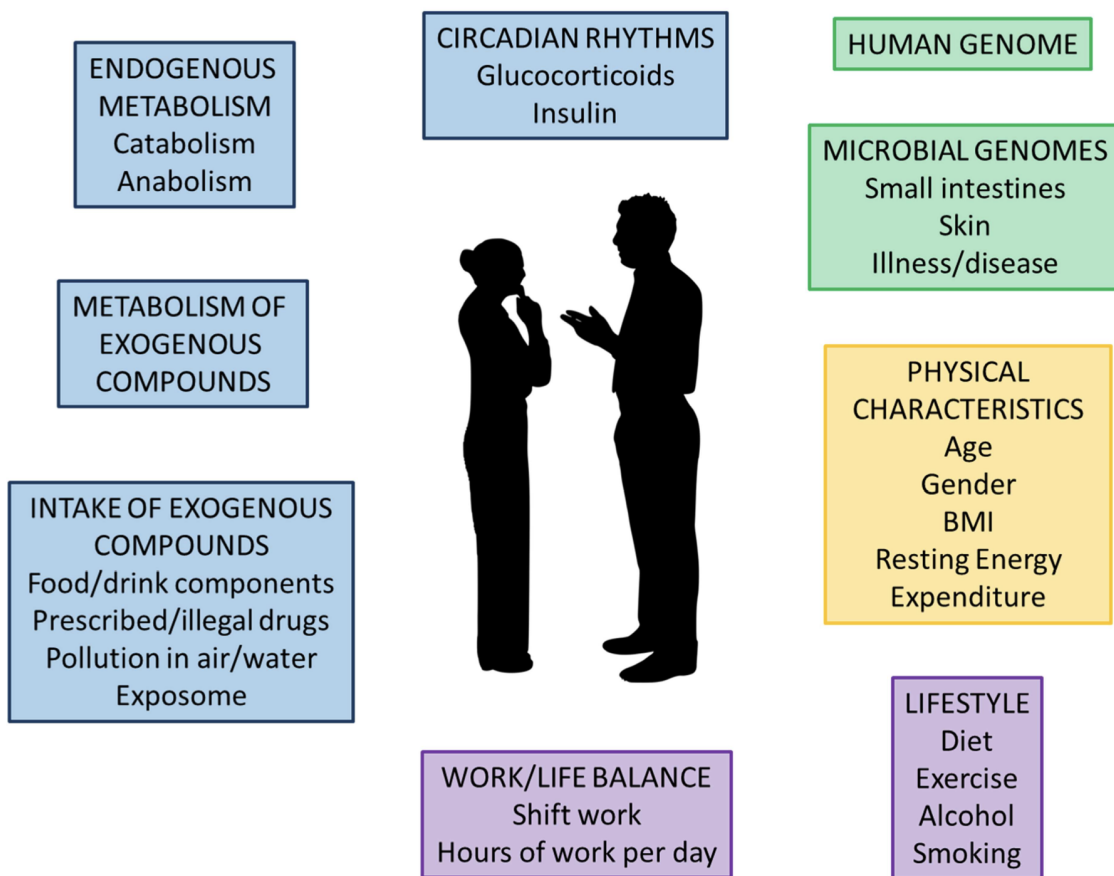 ENDOGENOUS
METABOLISM
Catabolism
Anabolism
METABOLISM OF
EXOGENOUS
COMPOUNDS
INTAKE OF EXOGENOUS
COMPOUNDS
Food/drink components
Prescribed/illegal drugs
Pollution in air/water
Exposome
CIRCADIAN RHYTHMS
Glucocorticoids
Insulin
WORK/LIFE BALANCE
Shift work
Hours of work per day
HUMAN GENOME
MICROBIAL GENOMES
Small intestines
Skin
Illness/disease
PHYSICAL
CHARACTERISTICS
Age
Gender
BMI
Resting Energy
Expenditure
LIFESTYLE
Diet
Exercise
Alcohol
Smoking